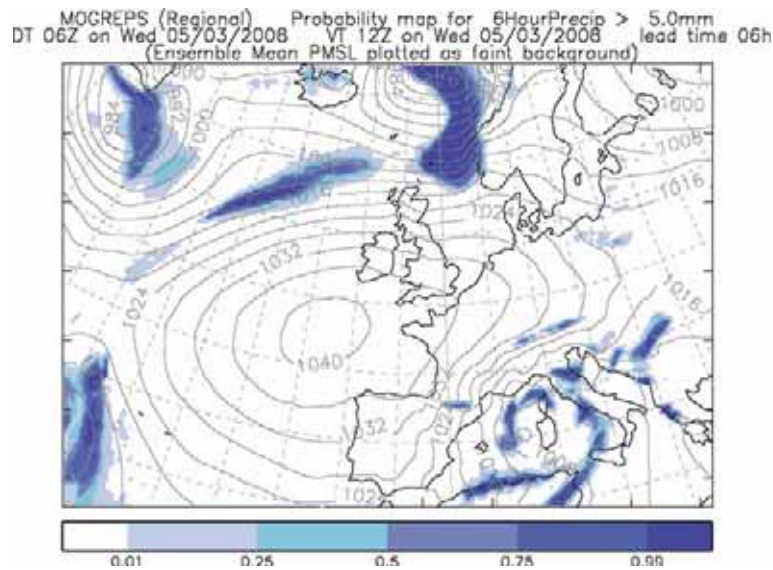 MOGREPS (Regional) Probability map for 6HourPrecip > 5.0mm
DT 06Z on Wed 05/03/2008 VT 12Z on Wed 05/03/2008 lead time 06h
(Ensemble Mean PMSL plotted as faint background)
984
1000
1000
1008
1016
1024
1032
1024
1016
1040
1032
0.01 0.25 0.5 0.75 0.99